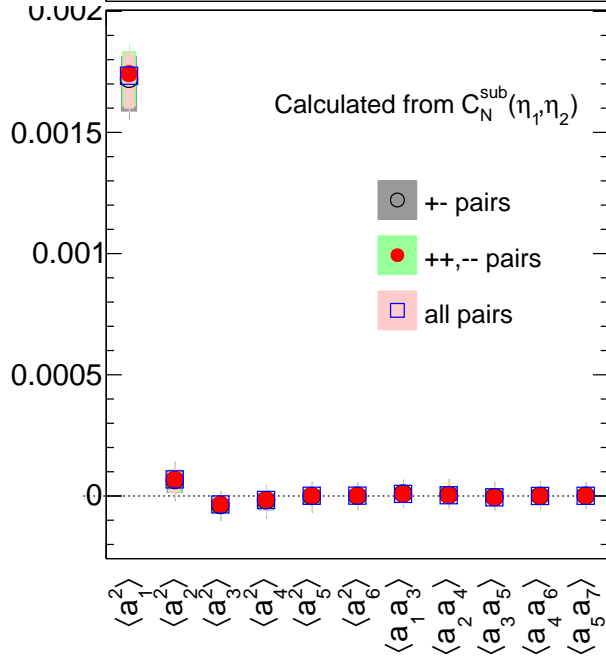 0.002
Calculated from C_N^sub(η_1,η_2)
0.0015
+- pairs
0.001
++,-- pairs
all pairs
0.0005
0
⟨a_1^2⟩
⟨a_2^2⟩
⟨a_3^2⟩
⟨a_4^2⟩
⟨a_5^2⟩
⟨a_6^2⟩
⟨a_1a_3⟩
⟨a_2a_4⟩
⟨a_3a_5⟩
⟨a_4a_6⟩
⟨a_5a_7⟩